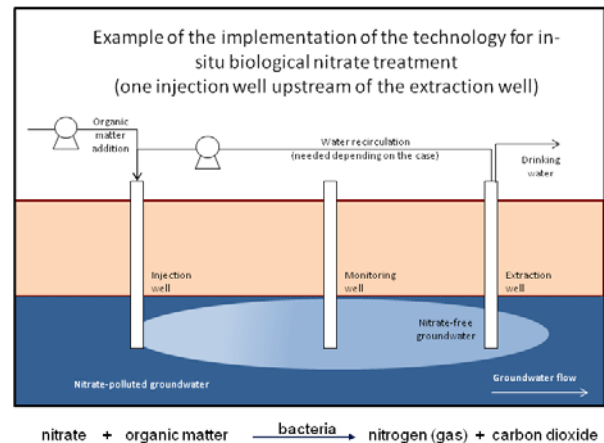 Example of the implementation of the technology for in-
situ biological nitrate treatment
(one injection well upstream of the extraction well)
Organic
matter
addition
Water recirculation
(needed depending on the case)
Drinking
water
Injection
well
Monitoring
well
Extraction
well
Nitrate-free
groundwater
Nitrate-polluted groundwater
Groundwater flow
nitrate + organic matter bacteria nitrogen (gas) + carbon dioxide